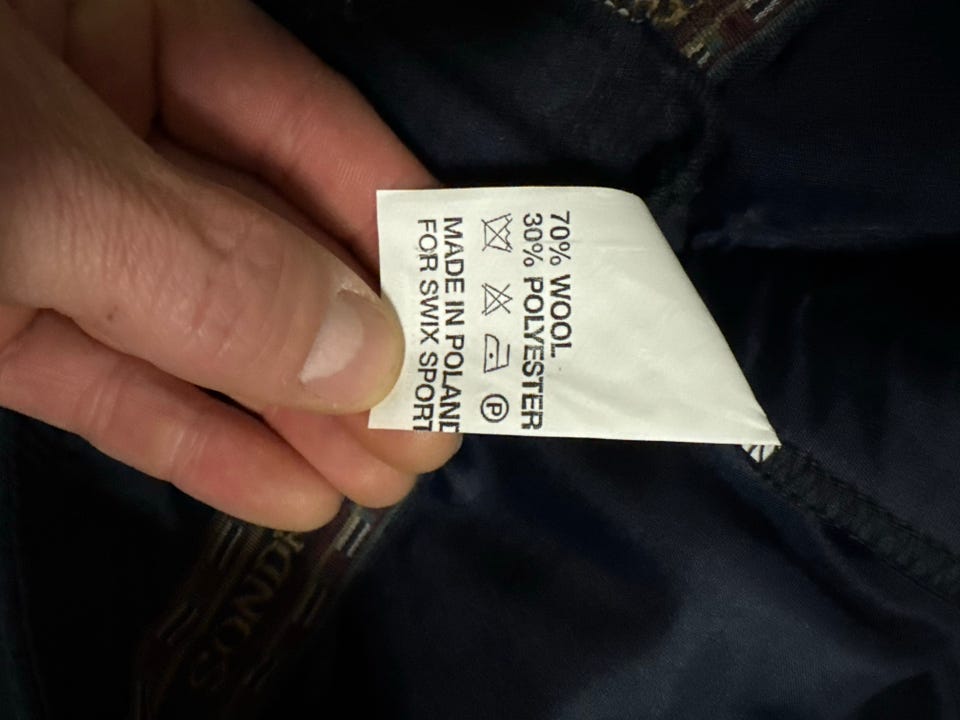 70% WOOL
30% POLYESTER
P
MADE IN POLAND
FOR SWIX SPORT